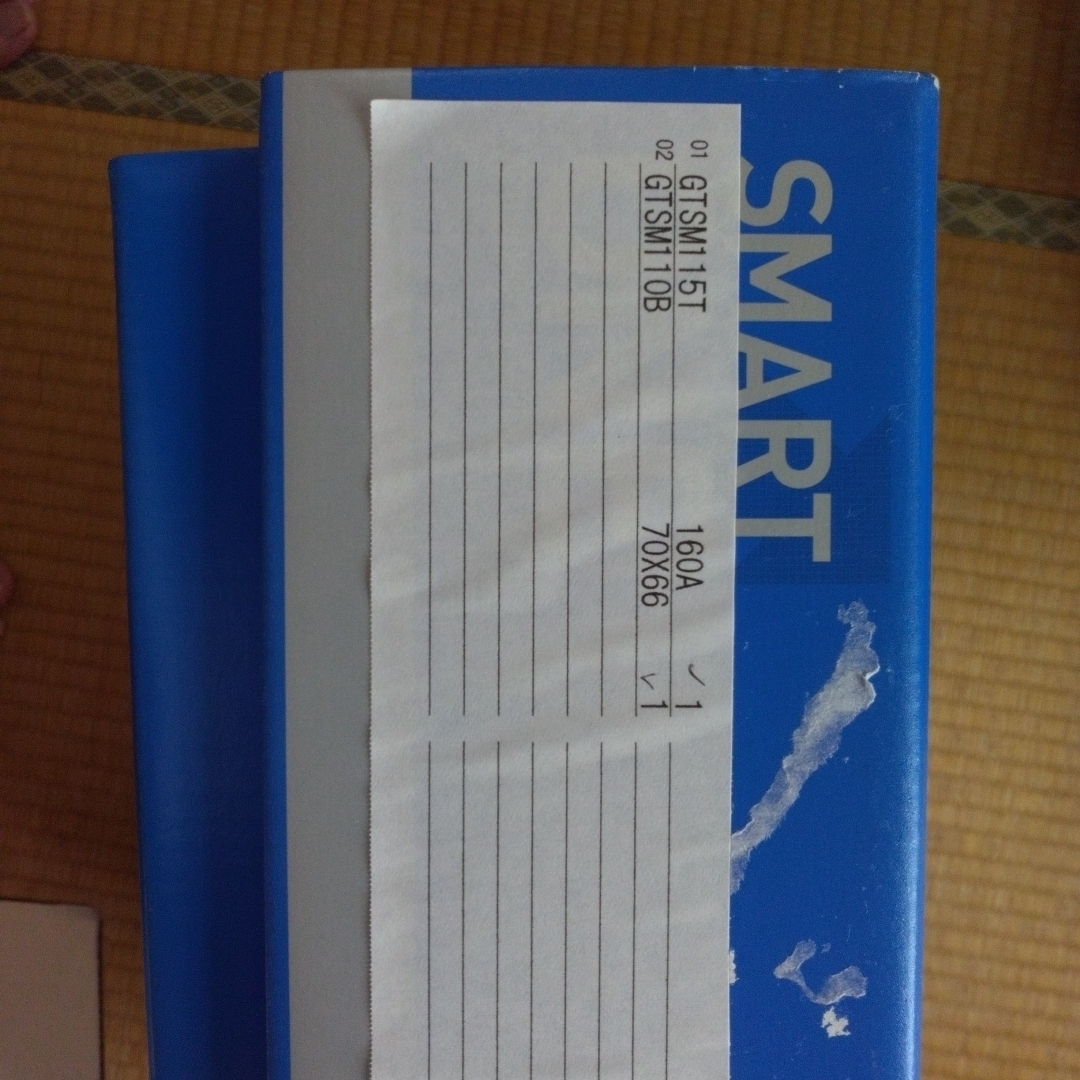 SMART
01 GTSM115T 160A ✓ 1
02 GTSM110B 70X66 ✓ 1